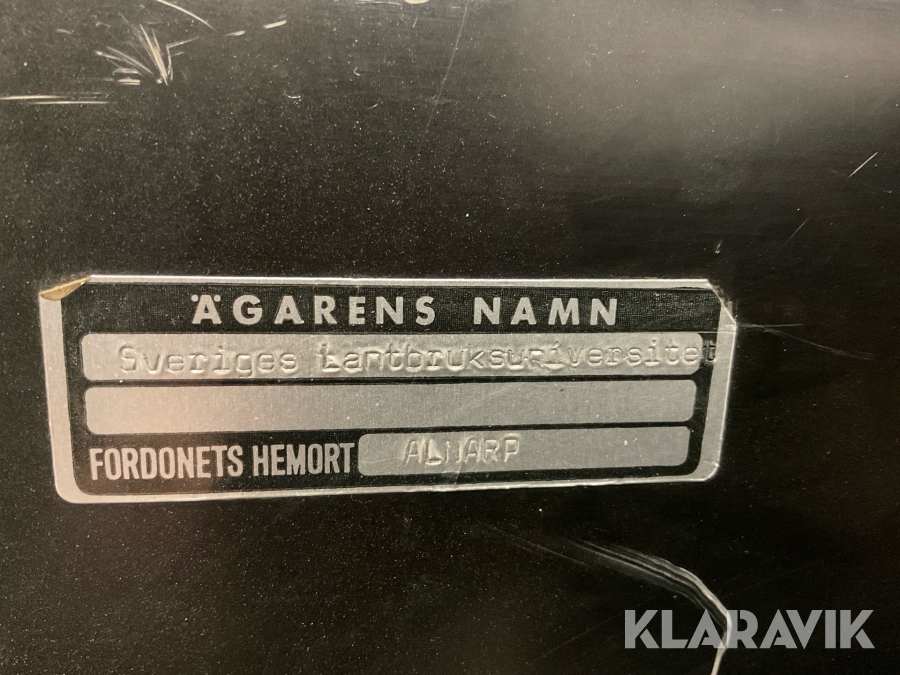 ÄGARENS NAMN
Sveriges Lantbruksuniversitet
FORDONETS HEMORT ALNARP
KLARAVIK